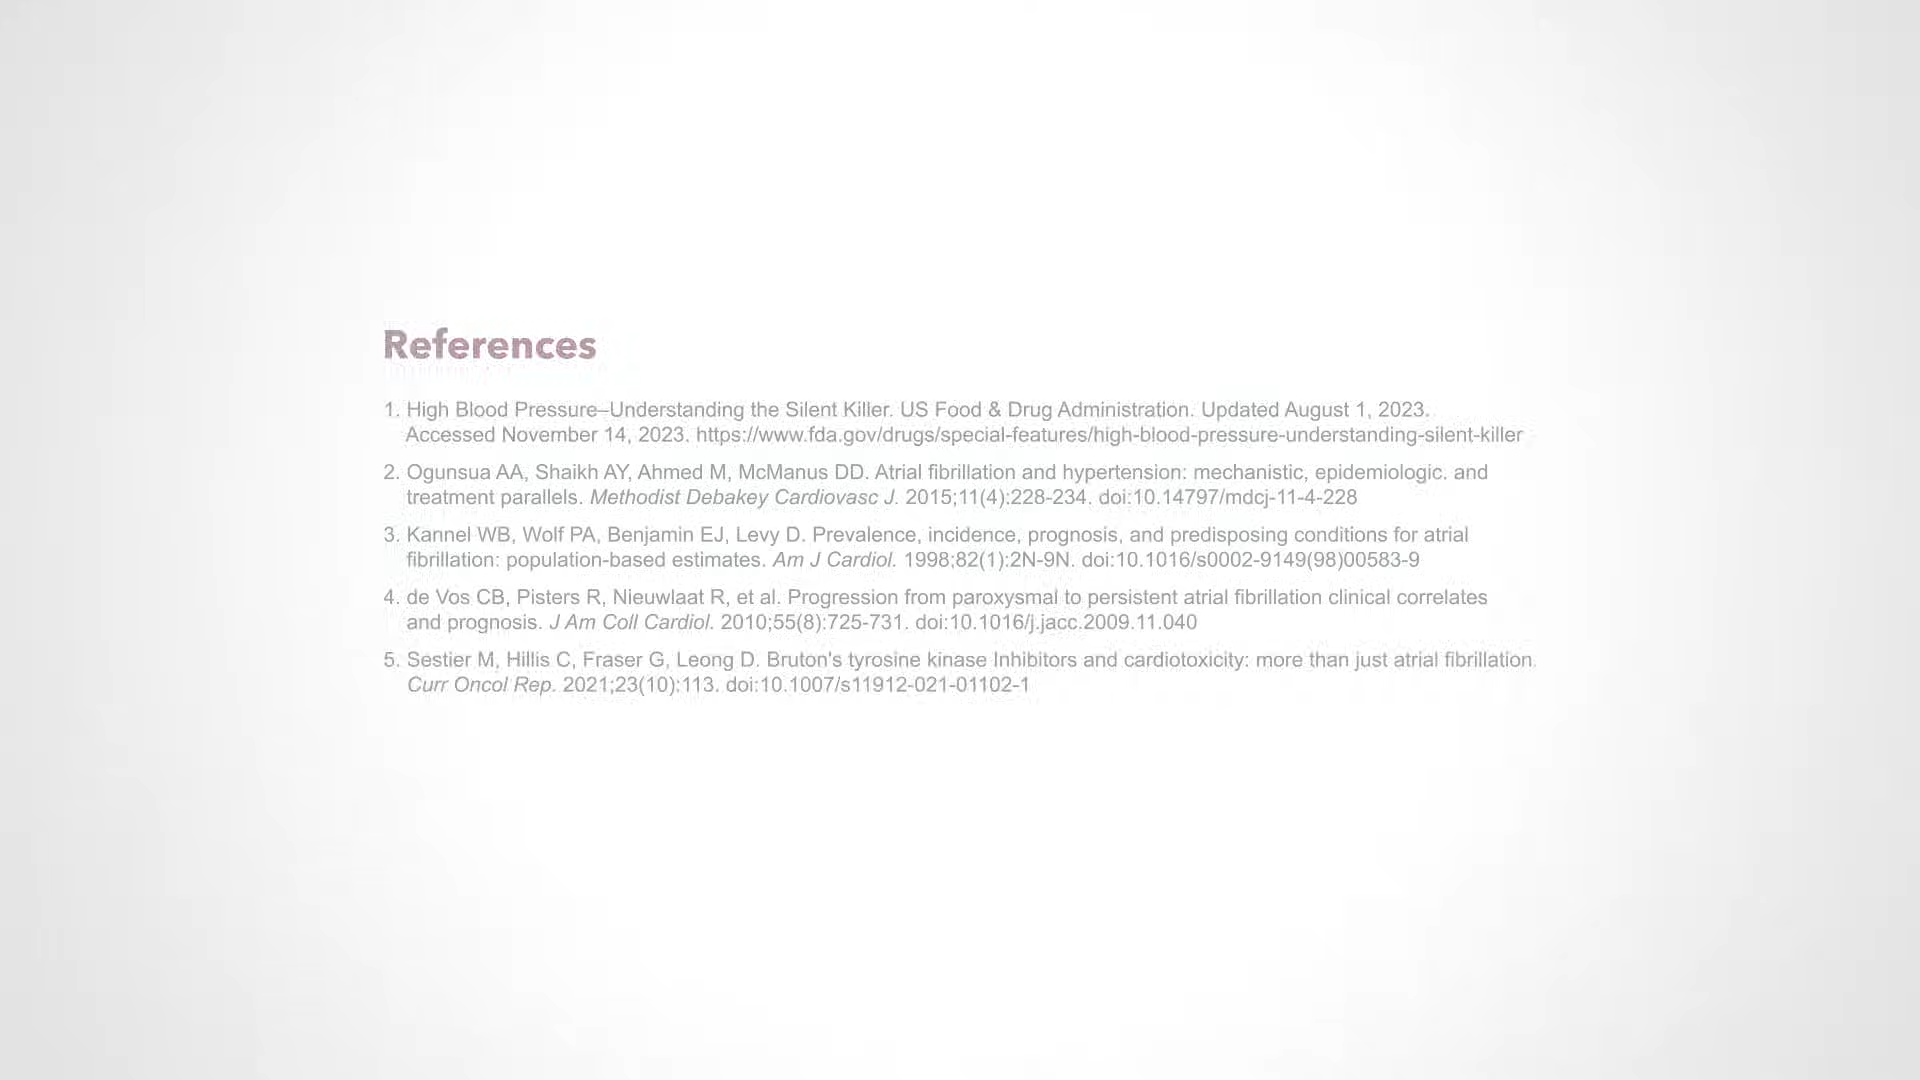 References
1. High Blood Pressure–Understanding the Silent Killer. US Food & Drug Administration. Updated August 1, 2023.
Accessed November 14, 2023. https://www.fda.gov/drugs/special-features/high-blood-pressure-understanding-silent-killer
2. Ogunsua AA, Shaikh AY, Ahmed M, McManus DD. Atrial fibrillation and hypertension: mechanistic, epidemiologic. and
treatment parallels. Methodist Debakey Cardiovasc J. 2015;11(4):228-234. doi:10.14797/mdcj-11-4-228
3. Kannel WB, Wolf PA, Benjamin EJ, Levy D. Prevalence, incidence, prognosis, and predisposing conditions for atrial
fibrillation: population-based estimates. Am J Cardiol. 1998;82(1):2N-9N. doi:10.1016/s0002-9149(98)00583-9
4. de Vos CB, Pisters R, Nieuwlaat R, et al. Progression from paroxysmal to persistent atrial fibrillation clinical correlates
and prognosis. J Am Coll Cardiol. 2010;55(8):725-731. doi:10.1016/j.jacc.2009.11.040
5. Sestier M, Hillis C, Fraser G, Leong D. Bruton's tyrosine kinase Inhibitors and cardiotoxicity: more than just atrial fibrillation.
Curr Oncol Rep. 2021;23(10):113. doi:10.1007/s11912-021-01102-1